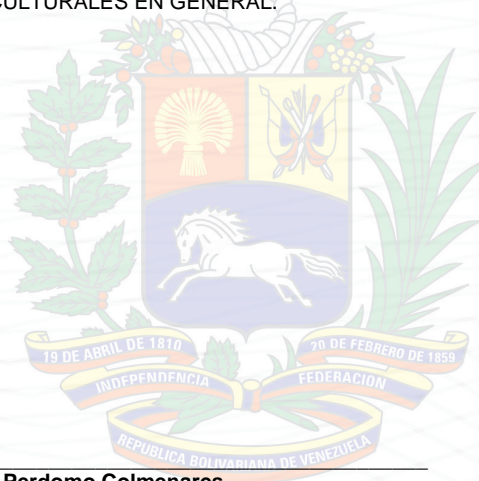 CULTURALES EN GENERAL.
19 DE ABRIL DE 1810
20 DE FEBRERO DE 1859
INDEPENDENCIA
FEDERACION
REPUBLICA BOLIVARIANA DE VENEZUELA
Perdomo Colmenares